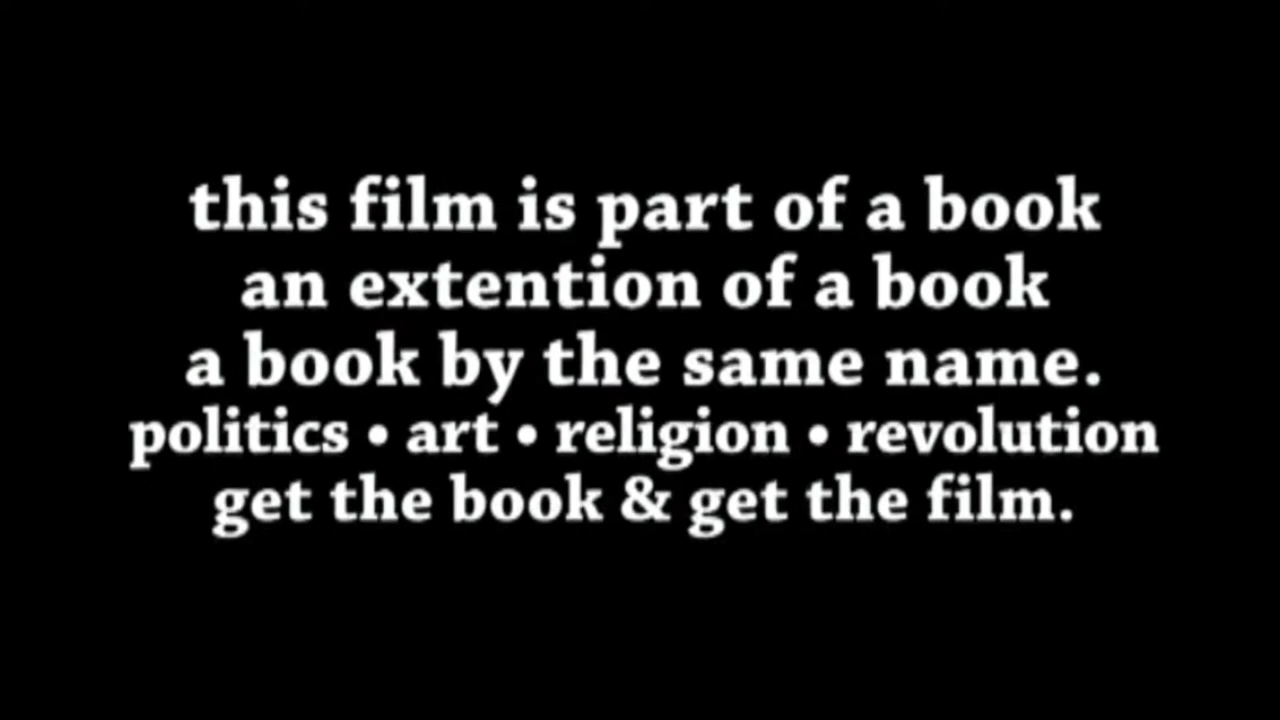 this film is part of a book
an extention of a book
a book by the same name.
politics • art • religion • revolution
get the book & get the film.